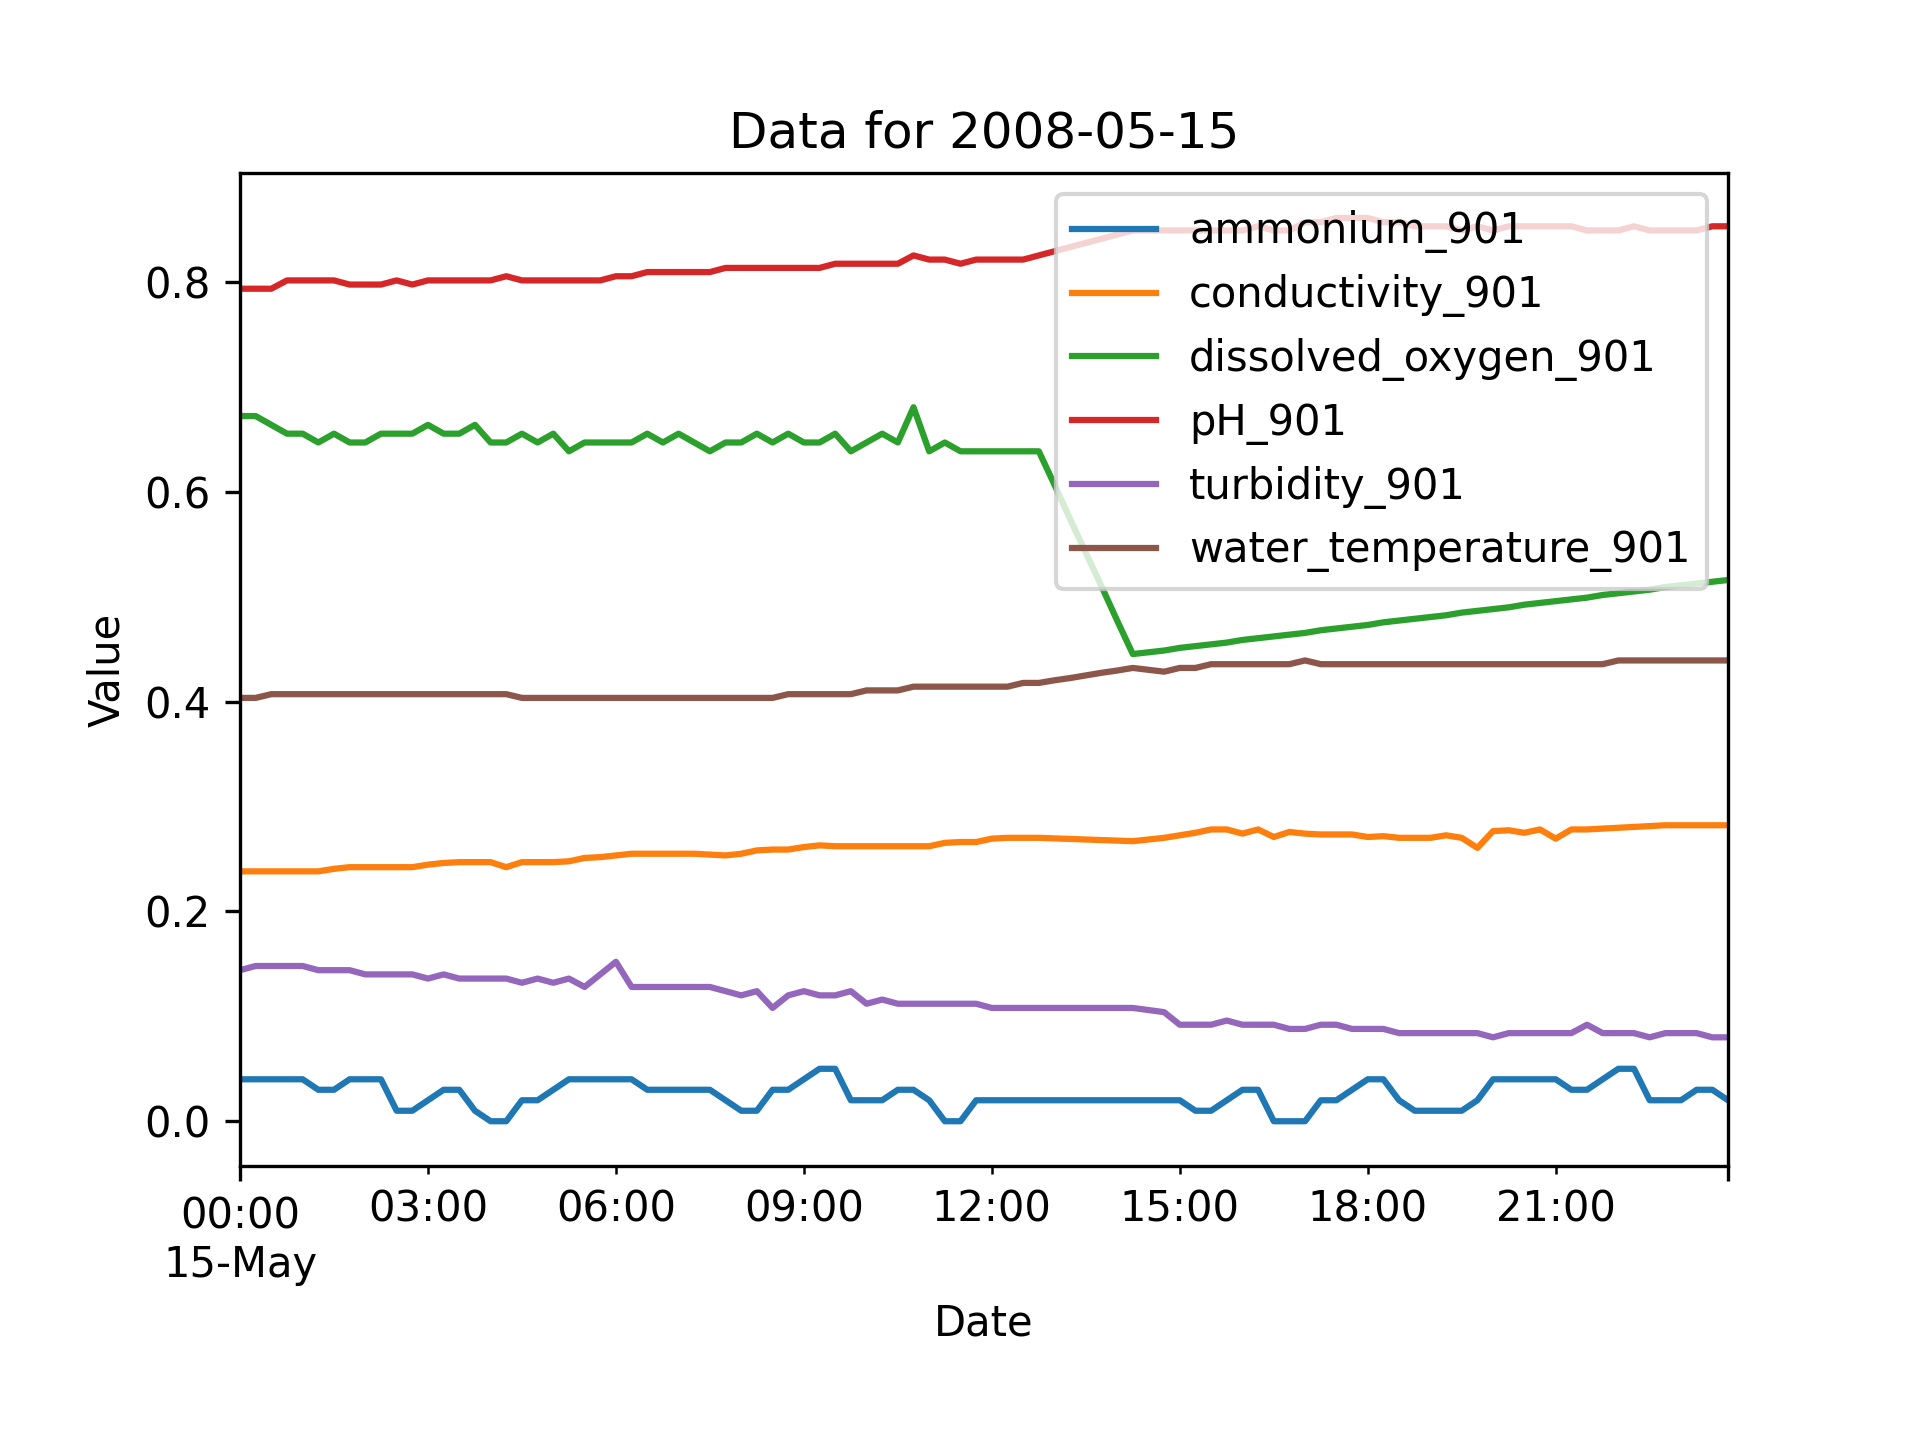 Data for 2008-05-15
ammonium_901
conductivity_901
dissolved_oxygen_901
pH_901
turbidity_901
water_temperature_901
Value
0.8
0.6
0.4
0.2
0.0
00:00 03:00 06:00 09:00 12:00 15:00 18:00 21:00
15-May
Date